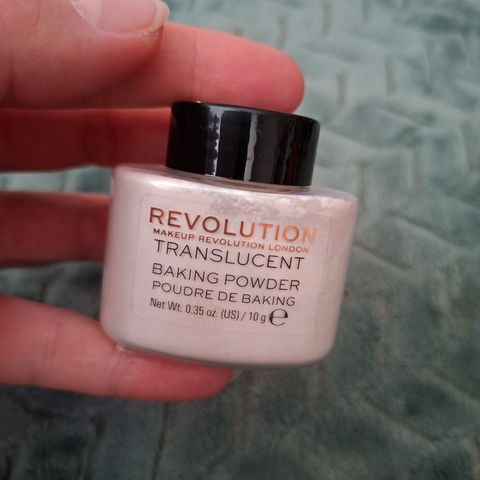 REVOLUTION
MAKEUP REVOLUTION LONDON
TRANSLUCENT
BAKING POWDER
POUDRE DE BAKING
Net Wt. 0.35 oz. (US) / 10 g ℮